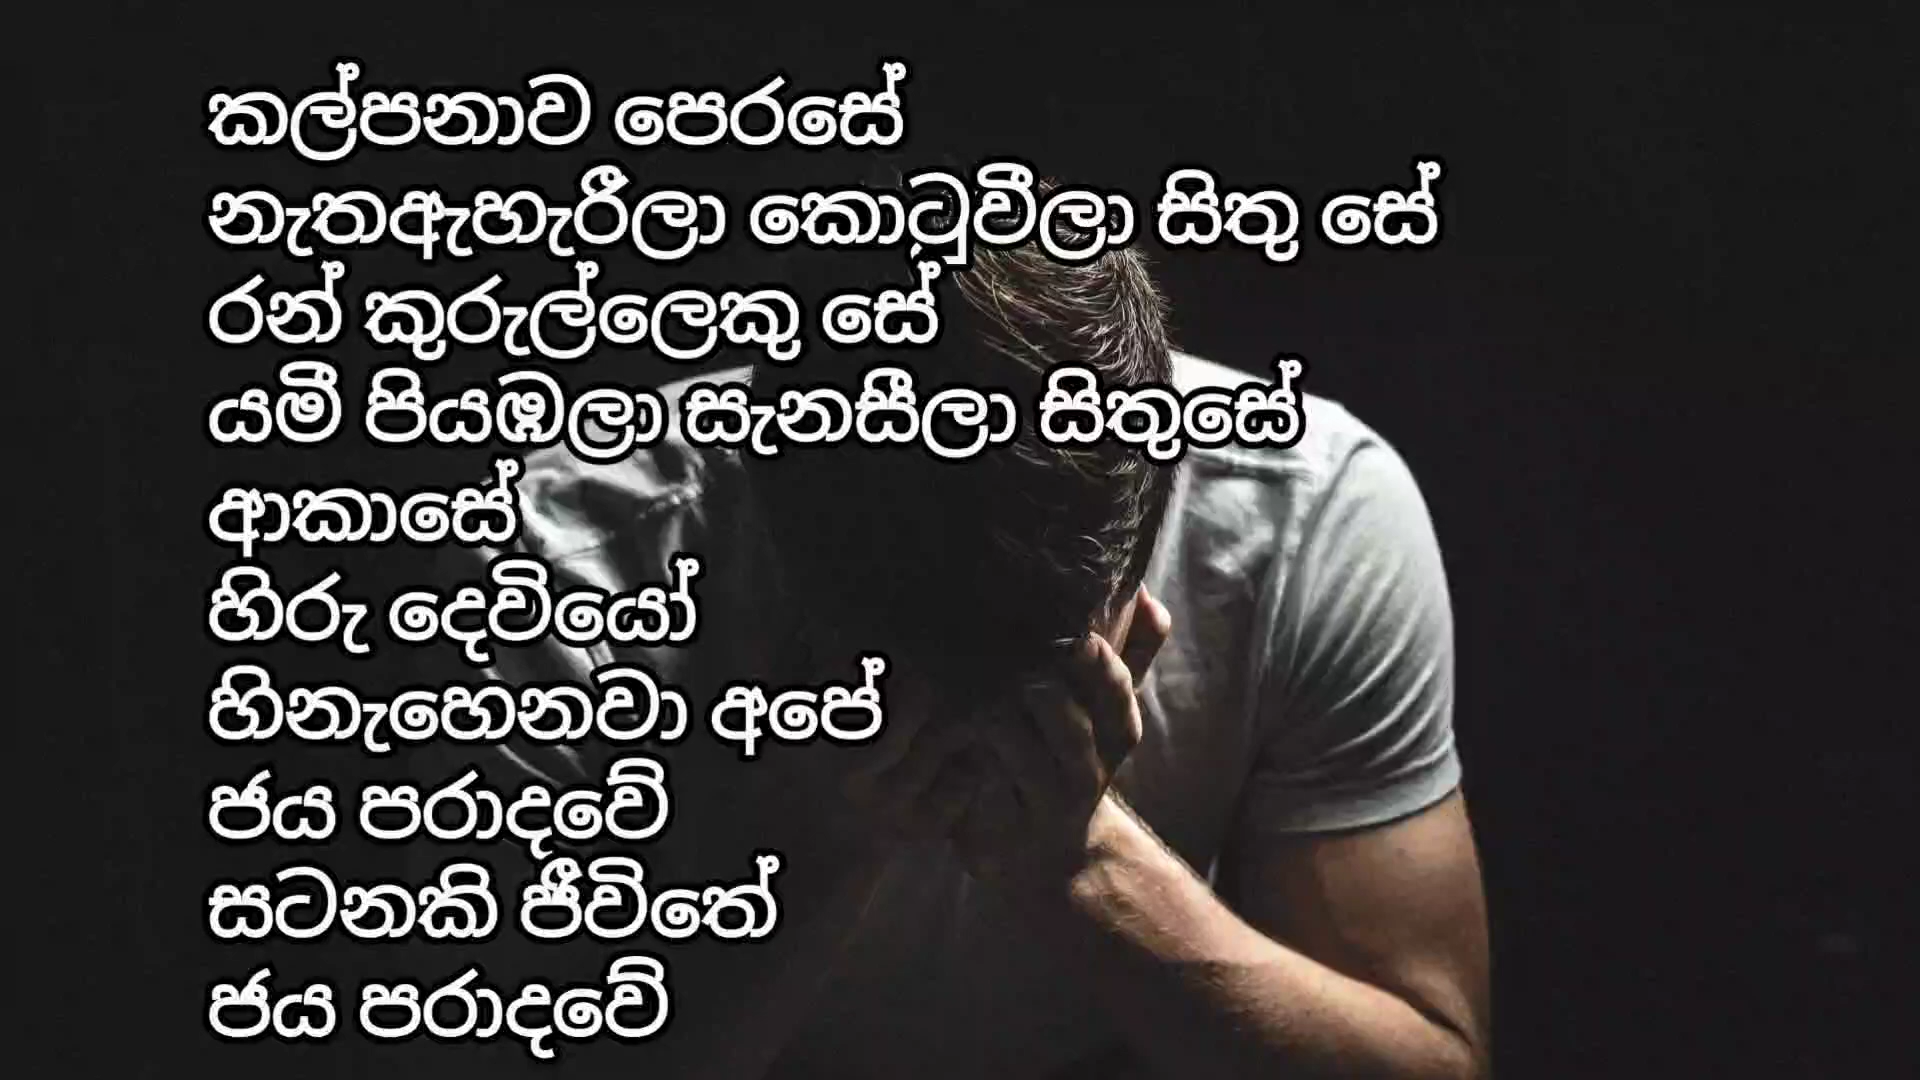 කල්පනාව පෙරසේ
නැතඇහැරීලා කොටුවීලා සිතු සේ
රන් කුරුල්ලෙකු සේ
යමී පියඹලා සැනසීලා සිතුසේ
ආකාසේ
හිරු දෙවියෝ
හිනැහෙනවා අපේ
ජය පරාදවේ
සටනකි ජීවිතේ
ජය පරාදවේ